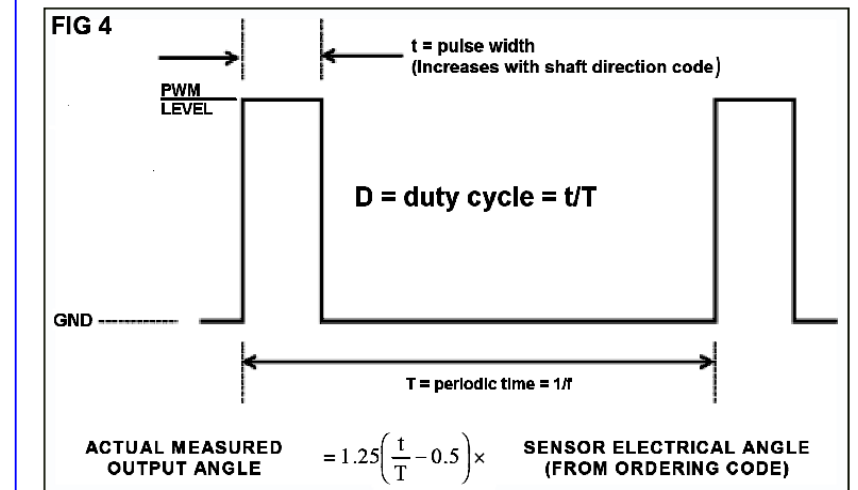 FIG 4
t = pulse width
(Increases with shaft direction code)
PWM
LEVEL
D = duty cycle = t/T
GND
T = periodic time = 1/f
ACTUAL MEASURED
OUTPUT ANGLE
= 1.25(t/T − 0.5)×
SENSOR ELECTRICAL ANGLE
(FROM ORDERING CODE)